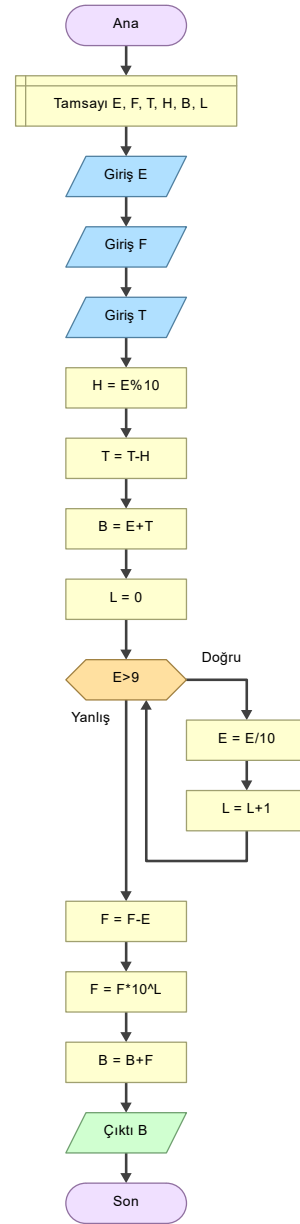 Ana
Tamsayı E, F, T, H, B, L
Giriş E
Giriş F
Giriş T
H = E%10
T = T-H
B = E+T
L = 0
E>9
Doğru
Yanlış
E = E/10
L = L+1
F = F-E
F = F*10^L
B = B+F
Çıktı B
Son